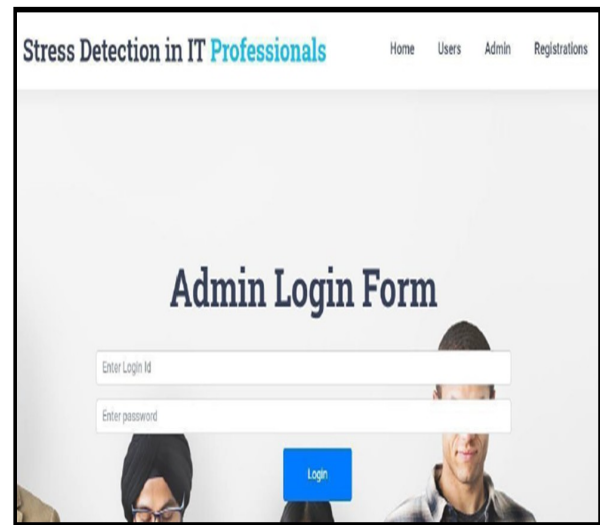 Stress Detection in IT Professionals Home Users Admin Registrations
Admin Login Form
Enter Login Id
Enter password
Login